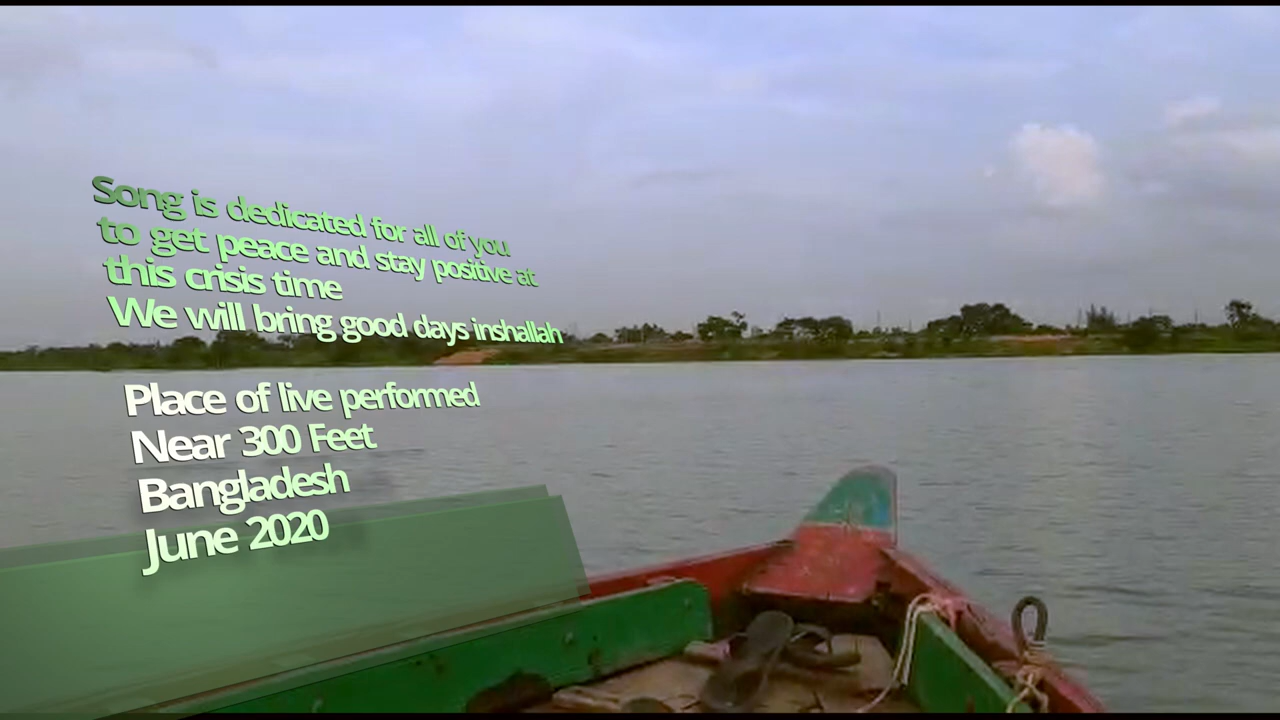 Song is dedicated for all of you
to get peace and stay positive at
this crisis time
We will bring good days inshallah
Place of live performed
Near 300 Feet
Bangladesh
June 2020